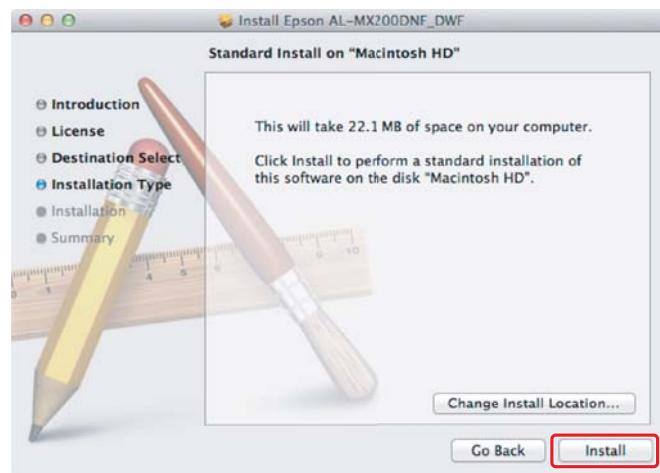 Install Epson AL-MX200DNF_DWF
Standard Install on "Macintosh HD"
Introduction
License
Destination Select
Installation Type
Installation
Summary
This will take 22.1 MB of space on your computer.
Click Install to perform a standard installation of
this software on the disk "Macintosh HD".
Change Install Location...
Go Back
Install